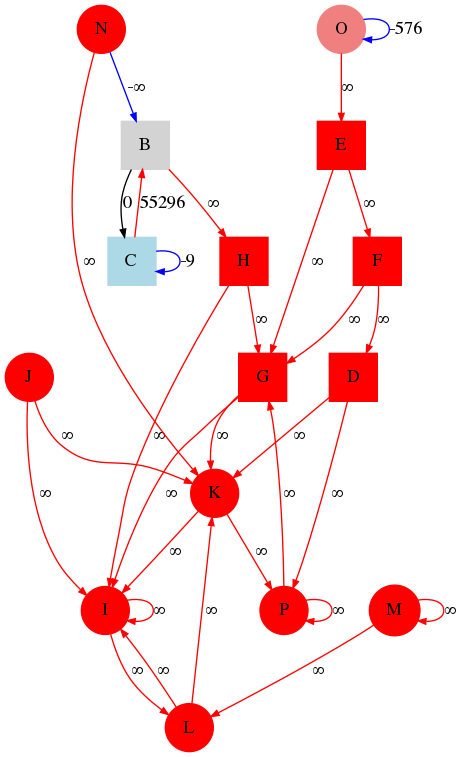 N O
-576
-∞ ∞
B E
0 55296 ∞ ∞
C -9 H ∞ F
∞ ∞ ∞
J G D
∞ ∞ ∞ ∞
∞ ∞ K ∞ ∞
∞ ∞
I ∞ P ∞ M ∞
∞
∞ ∞ ∞
L